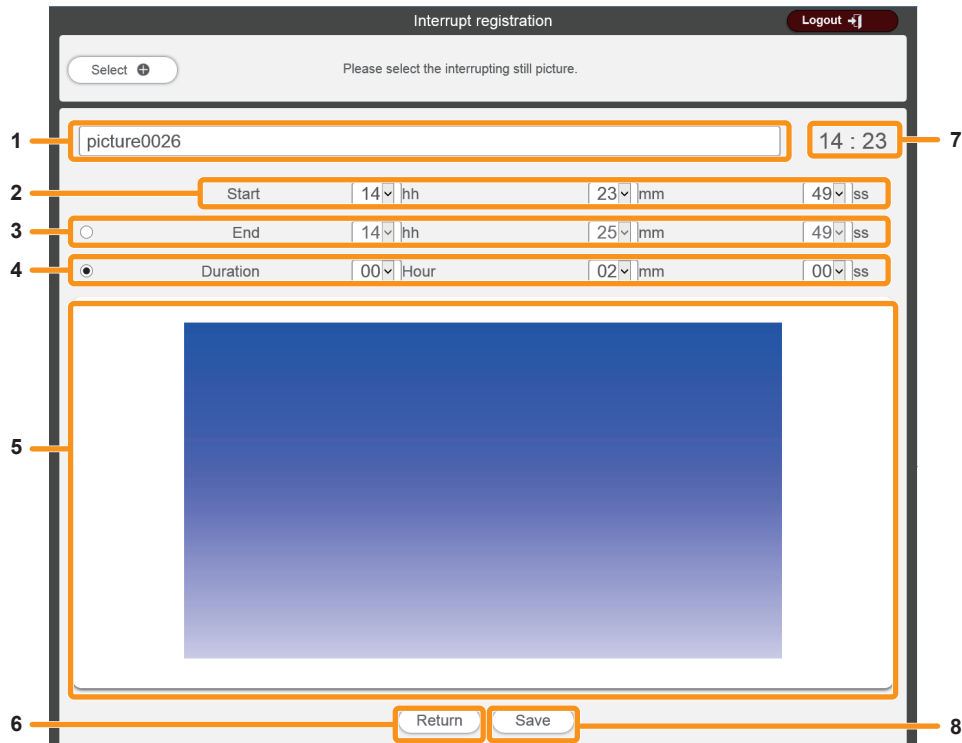 Interrupt registration Logout
Select Please select the interrupting still picture.
1 picture0026 14 : 23 7
2 Start 14 hh 23 mm 49 ss
3 End 14 hh 25 mm 49 ss
4 Duration 00 Hour 02 mm 00 ss
5
6 Return Save 8